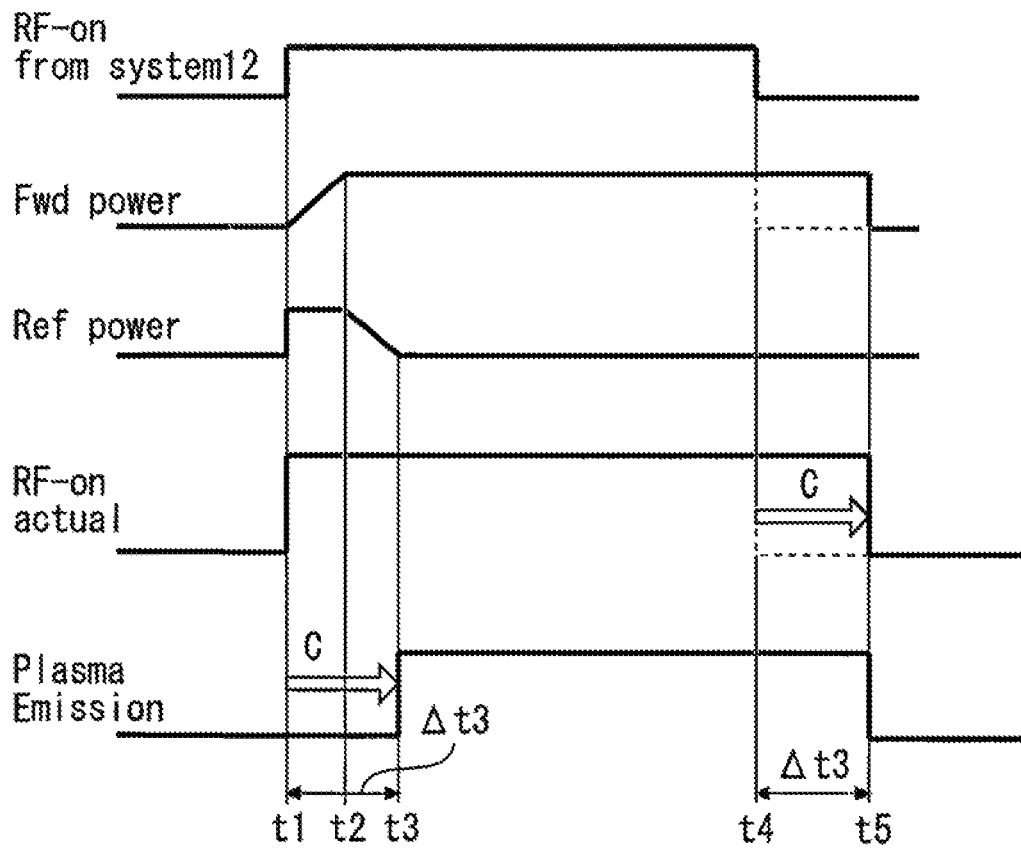 RF-on
from system12
Fwd power
Ref power
RF-on
actual
C
C
Plasma
Emission
Δt3
Δt3
t1 t2 t3 t4 t5